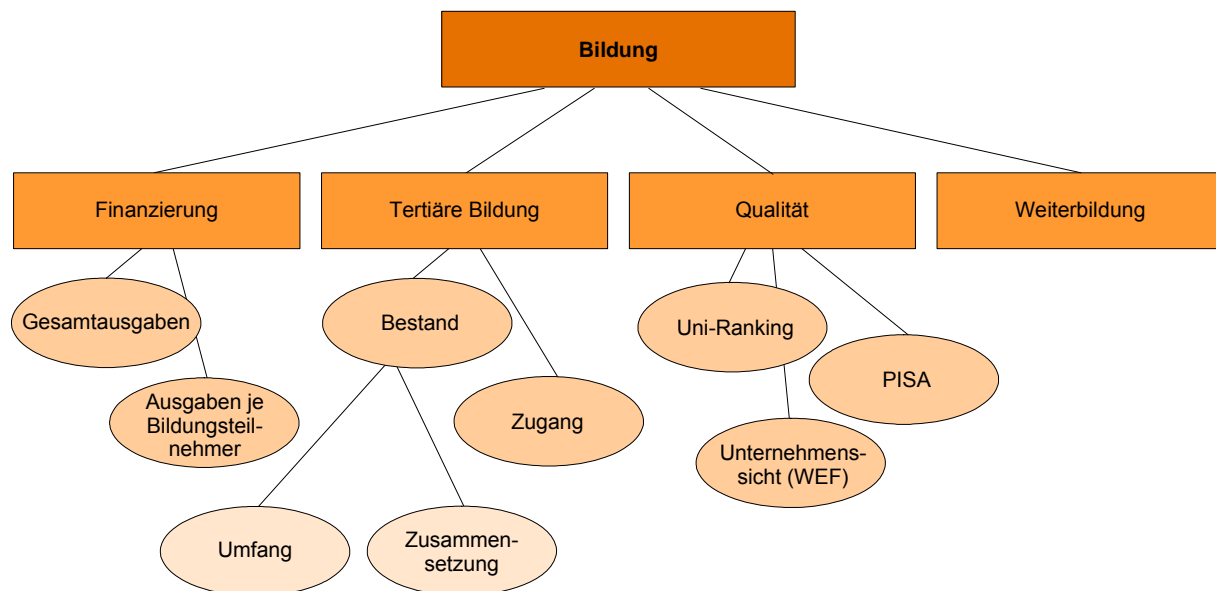 Bildung
Finanzierung
Tertiäre Bildung
Qualität
Weiterbildung
Gesamtausgaben
Bestand
Uni-Ranking
PISA
Ausgaben je
Bildungsteil-
nehmer
Zugang
Unternehmens-
sicht (WEF)
Umfang
Zusammen-
setzung